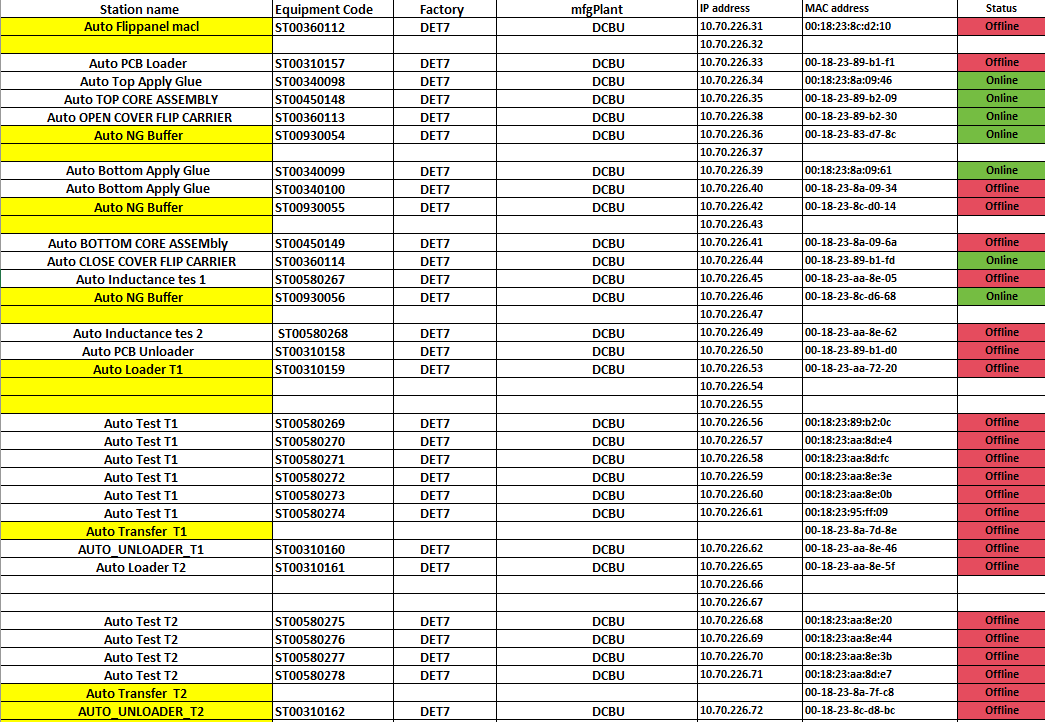 Station name Equipment Code Factory mfgPlant IP address MAC address Status
Auto Flippanel macl ST00360112 DET7 DCBU 10.70.226.31 00:18:23:8c:d2:10 Offline
10.70.226.32
Auto PCB Loader ST00310157 DET7 DCBU 10.70.226.33 00-18-23-89-b1-f1 Offline
Auto Top Apply Glue ST00340098 DET7 DCBU 10.70.226.34 00:18:23:8a:09:46 Online
Auto TOP CORE ASSEMBLY ST00450148 DET7 DCBU 10.70.226.35 00-18-23-89-b2-09 Online
Auto OPEN COVER FLIP CARRIER ST00360113 DET7 DCBU 10.70.226.38 00-18-23-89-b2-30 Online
Auto NG Buffer ST00930054 DET7 DCBU 10.70.226.36 00-18-23-83-d7-8c Online
10.70.226.37
Auto Bottom Apply Glue ST00340099 DET7 DCBU 10.70.226.39 00:18:23:8a:09:61 Online
Auto Bottom Apply Glue ST00340100 DET7 DCBU 10.70.226.40 00-18-23-8a-09-34 Offline
Auto NG Buffer ST00930055 DET7 DCBU 10.70.226.42 00-18-23-8c-d0-14 Offline
10.70.226.43
Auto BOTTOM CORE ASSEMbly ST00450149 DET7 DCBU 10.70.226.41 00-18-23-8a-09-6a Offline
Auto CLOSE COVER FLIP CARRIER ST00360114 DET7 DCBU 10.70.226.44 00-18-23-89-b1-fd Online
Auto Inductance tes 1 ST00580267 DET7 DCBU 10.70.226.45 00-18-23-aa-8e-05 Offline
Auto NG Buffer ST00930056 DET7 DCBU 10.70.226.46 00-18-23-8c-d6-68 Online
10.70.226.47
Auto Inductance tes 2 ST00580268 DET7 DCBU 10.70.226.49 00-18-23-aa-8e-62 Offline
Auto PCB Unloader ST00310158 DET7 DCBU 10.70.226.50 00-18-23-89-b1-d0 Offline
Auto Loader T1 ST00310159 DET7 DCBU 10.70.226.53 00-18-23-aa-72-20 Offline
10.70.226.54
10.70.226.55
Auto Test T1 ST00580269 DET7 DCBU 10.70.226.56 00:18:23:89:b2:0c Offline
Auto Test T1 ST00580270 DET7 DCBU 10.70.226.57 00:18:23:aa:8d:e4 Offline
Auto Test T1 ST00580271 DET7 DCBU 10.70.226.58 00:18:23:aa:8d:fc Offline
Auto Test T1 ST00580272 DET7 DCBU 10.70.226.59 00:18:23:aa:8e:3e Offline
Auto Test T1 ST00580273 DET7 DCBU 10.70.226.60 00:18:23:aa:8e:0b Offline
Auto Test T1 ST00580274 DET7 DCBU 10.70.226.61 00:18:23:95:ff:09 Offline
Auto Transfer T1 00-18-23-8a-7d-8e Offline
AUTO_UNLOADER_T1 ST00310160 DET7 DCBU 10.70.226.62 00-18-23-aa-8e-46 Offline
Auto Loader T2 ST00310161 DET7 DCBU 10.70.226.65 00-18-23-aa-8e-5f Offline
10.70.226.66
10.70.226.67
Auto Test T2 ST00580275 DET7 DCBU 10.70.226.68 00:18:23:aa:8e:20 Offline
Auto Test T2 ST00580276 DET7 DCBU 10.70.226.69 00:18:23:aa:8e:44 Offline
Auto Test T2 ST00580277 DET7 DCBU 10.70.226.70 00:18:23:aa:8e:3b Offline
Auto Test T2 ST00580278 DET7 DCBU 10.70.226.71 00:18:23:aa:8d:e7 Offline
Auto Transfer T2 00-18-23-8a-7f-c8 Offline
AUTO_UNLOADER_T2 ST00310162 DET7 DCBU 10.70.226.72 00-18-23-8c-d8-bc Offline